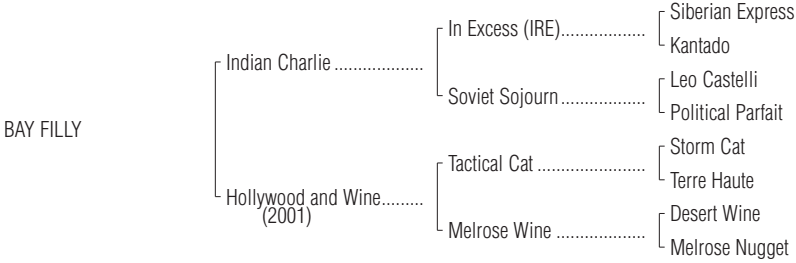 Siberian Express
In Excess (IRE)...................
Kantado
Indian Charlie ...................
Leo Castelli
Soviet Sojourn..................
Political Parfait
BAY FILLY
Storm Cat
Tactical Cat .......................
Terre Haute
Hollywood and Wine.........
(2001)
Desert Wine
Melrose Wine ...................
Melrose Nugget